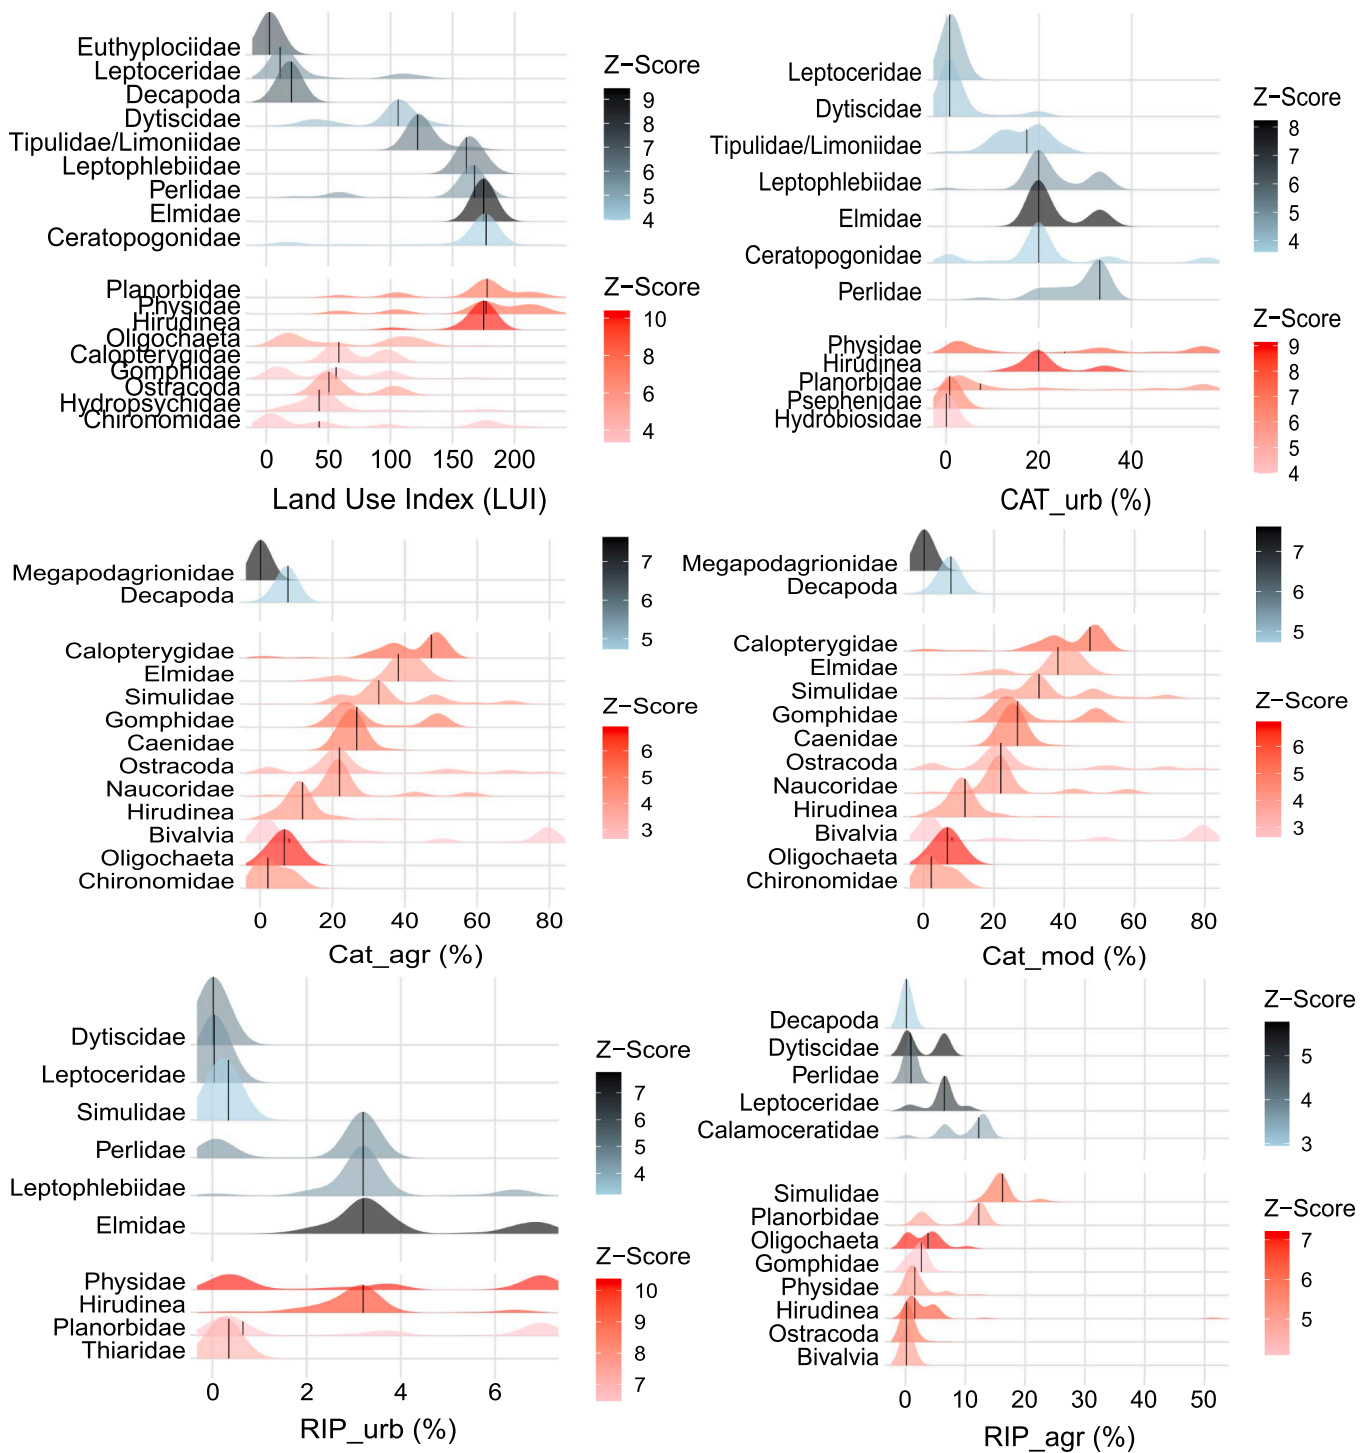 Euthyplociidae
Leptoceridae
Decapoda
Dytiscidae
Tipulidae/Limoniidae
Leptophlebiidae
Perlidae
Elmidae
Ceratopogonidae
Planorbidae
Physidae
Hirudinea
Oligochaeta
Calopterygidae
Gomphidae
Ostracoda
Hydropsychidae
Chironomidae
0 50 100 150 200
Land Use Index (LUI)
Z−Score
9
8
7
6
5
4
Z−Score
10
8
6
4
Leptoceridae
Dytiscidae
Tipulidae/Limoniidae
Leptophlebiidae
Elmidae
Ceratopogonidae
Perlidae
Physidae
Hirudinea
Planorbidae
Psephenidae
Hydrobiosidae
0 20 40
CAT_urb (%)
Z−Score
8
7
6
5
4
Z−Score
9
8
7
6
5
4
Megapodagrionidae
Decapoda
Calopterygidae
Elmidae
Simulidae
Gomphidae
Caenidae
Ostracoda
Naucoridae
Hirudinea
Bivalvia
Oligochaeta
Chironomidae
0 20 40 60 80
Cat_agr (%)
7
6
5
Z−Score
6
5
4
3
Megapodagrionidae
Decapoda
Calopterygidae
Elmidae
Simulidae
Gomphidae
Caenidae
Ostracoda
Naucoridae
Hirudinea
Bivalvia
Oligochaeta
Chironomidae
0 20 40 60 80
Cat_mod (%)
7
6
5
Z−Score
6
5
4
3
Dytiscidae
Leptoceridae
Simulidae
Perlidae
Leptophlebiidae
Elmidae
Physidae
Hirudinea
Planorbidae
Thiaridae
0 2 4 6
RIP_urb (%)
Z−Score
7
6
5
4
Z−Score
10
9
8
7
Decapoda
Dytiscidae
Perlidae
Leptoceridae
Calamoceratidae
Simulidae
Planorbidae
Oligochaeta
Gomphidae
Physidae
Hirudinea
Ostracoda
Bivalvia
0 10 20 30 40 50
RIP_agr (%)
Z−Score
5
4
3
Z−Score
7
6
5